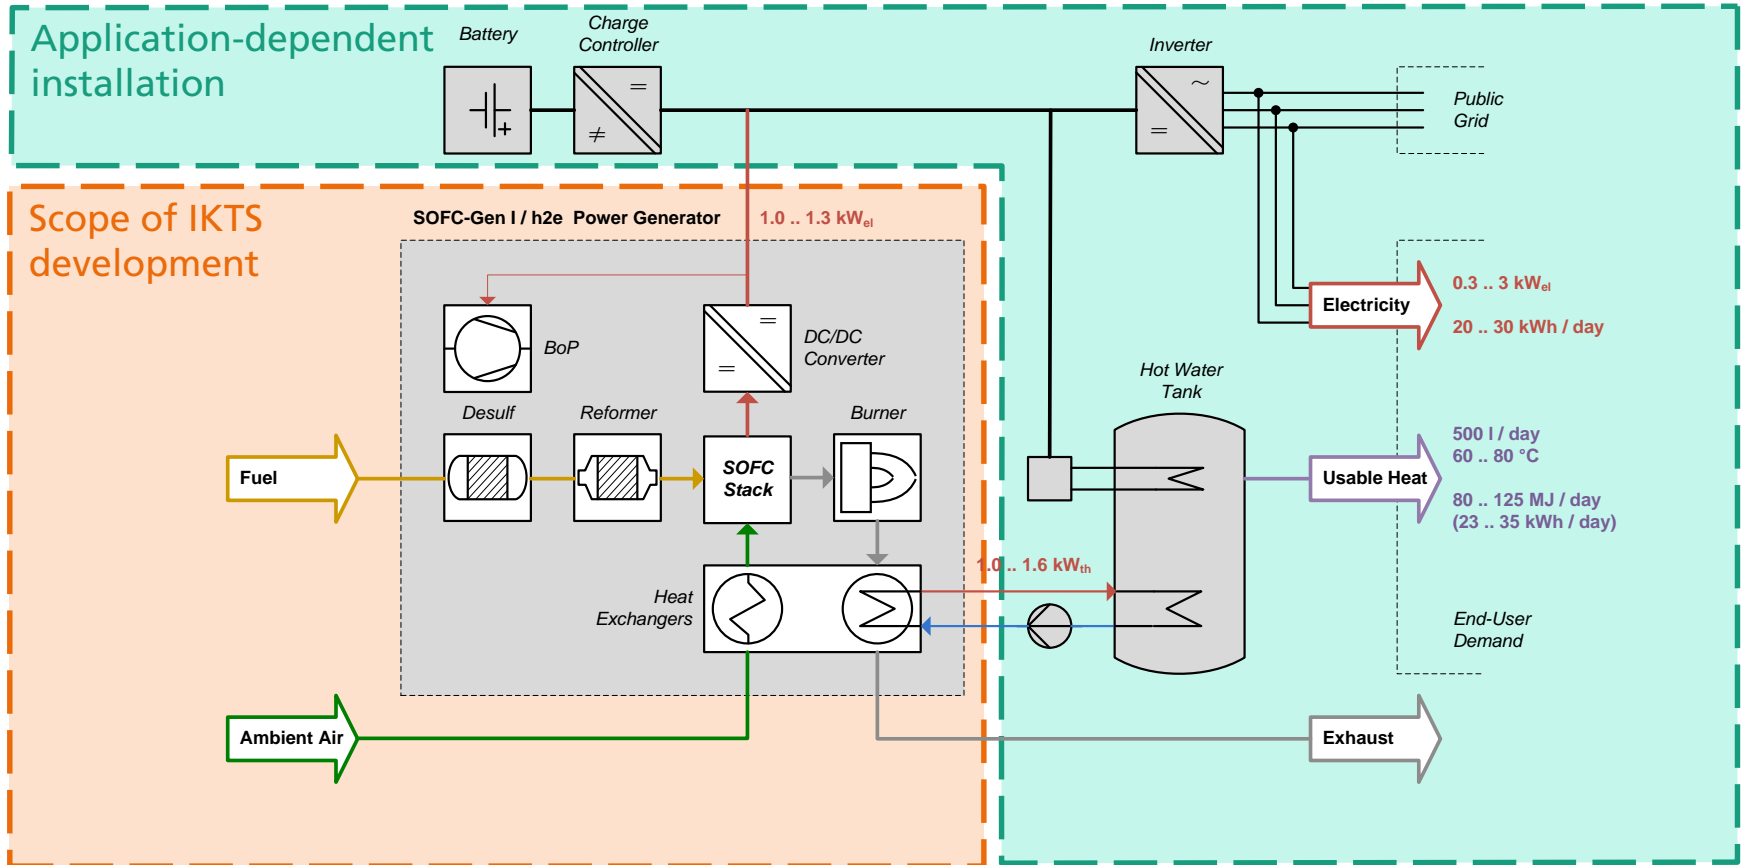 Application-dependent
installation
Battery
Charge
Controller
Inverter
=
≠
+
~
=
Public
Grid
Scope of IKTS
development
SOFC-Gen I / h2e Power Generator
1.0 .. 1.3 kWel
Electricity
0.3 .. 3 kWel
20 .. 30 kWh / day
BoP
=
=
DC/DC
Converter
Hot Water
Tank
Desulf
Reformer
Burner
Fuel
SOFC
Stack
Usable Heat
500 l / day
60 .. 80 °C
80 .. 125 MJ / day
(23 .. 35 kWh / day)
1.0 .. 1.6 kWth
Heat
Exchangers
End-User
Demand
Ambient Air
Exhaust